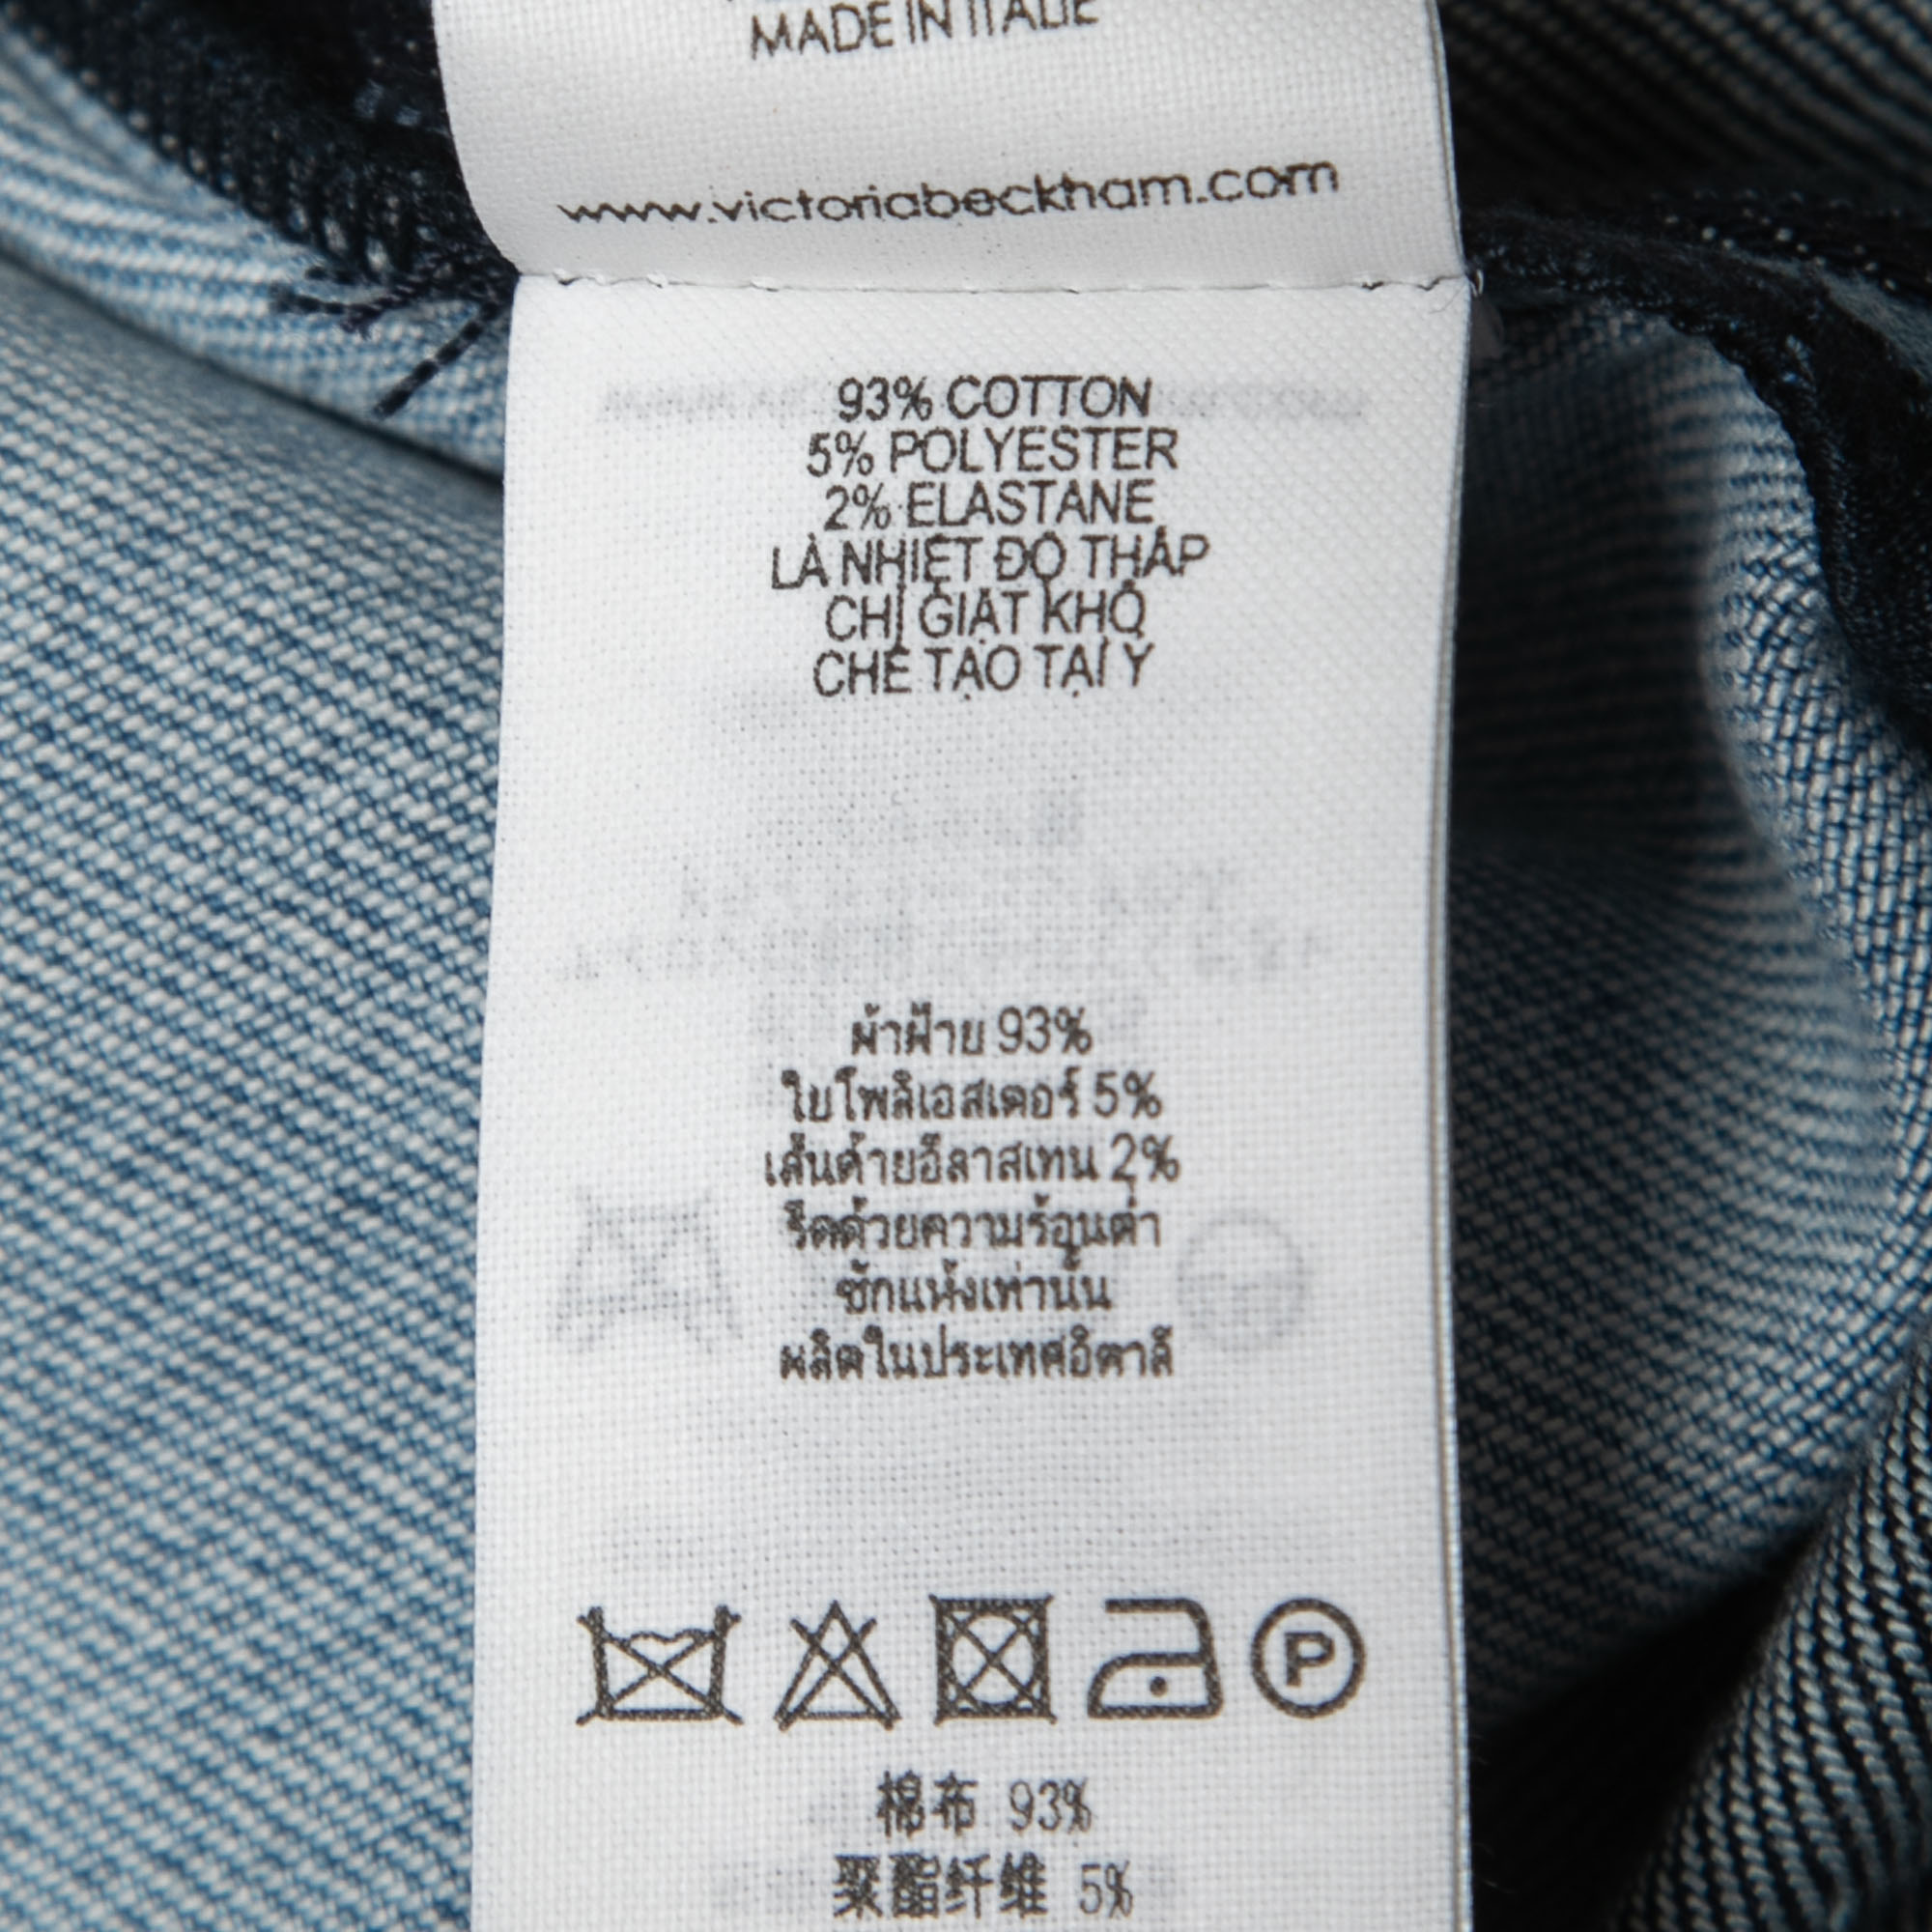 MADE IN ITALIE
www.victoriabeckham.com
93% COTTON
5% POLYESTER
2% ELASTANE
LÀ NHIỆT ĐỘ THẤP
CHỈ GIẶT KHÔ
CHẾ TẠO TẠI Ý
ผ้าฝ้าย 93%
ใยโพลิเอสเตอร์ 5%
เส้นด้ายอีลาสเทน 2%
รีดด้วยความร้อนต่ำ
ซักแห้งเท่านั้น
ผลิตในประเทศอิตาลี
P
棉布 93%
聚酯纤维 5%